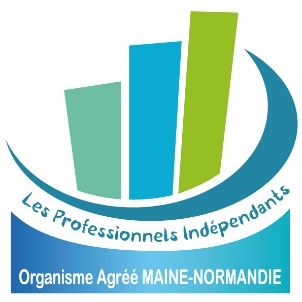 Les Professionnels Indépendants
Organisme Agréé MAINE-NORMANDIE